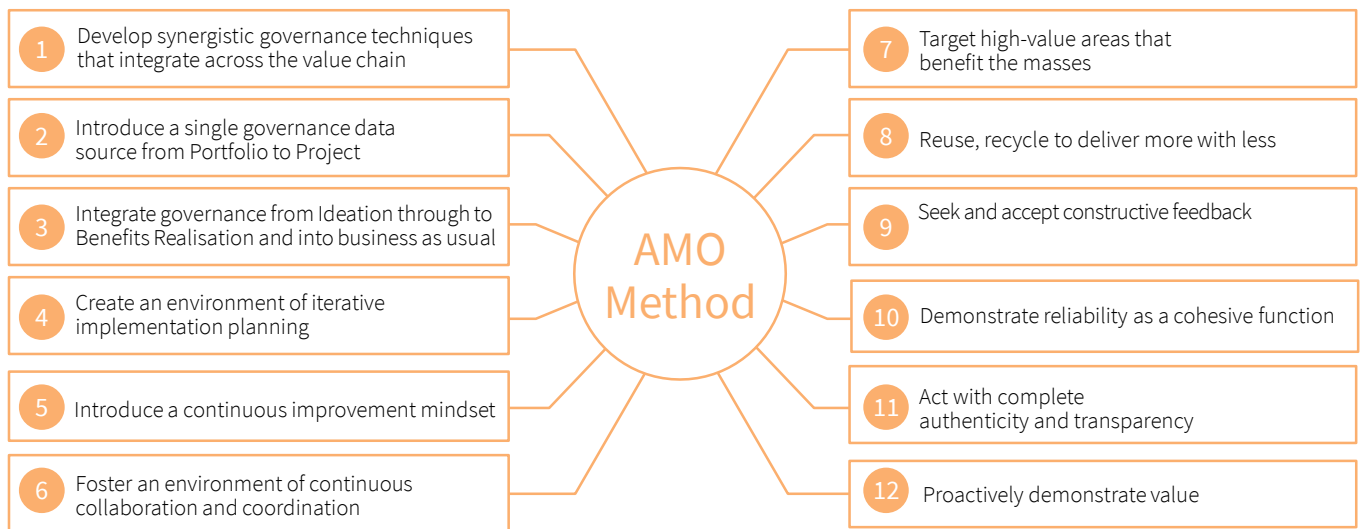 1
Develop synergistic governance techniques
that integrate across the value chain
2
Introduce a single governance data
source from Portfolio to Project
3
Integrate governance from Ideation through to
Benefits Realisation and into business as usual
4
Create an environment of iterative
implementation planning
5
Introduce a continuous improvement mindset
6
Foster an environment of continuous
collaboration and coordination
AMO
Method
7
Target high-value areas that
benefit the masses
8
Reuse, recycle to deliver more with less
9
Seek and accept constructive feedback
10
Demonstrate reliability as a cohesive function
11
Act with complete
authenticity and transparency
12
Proactively demonstrate value